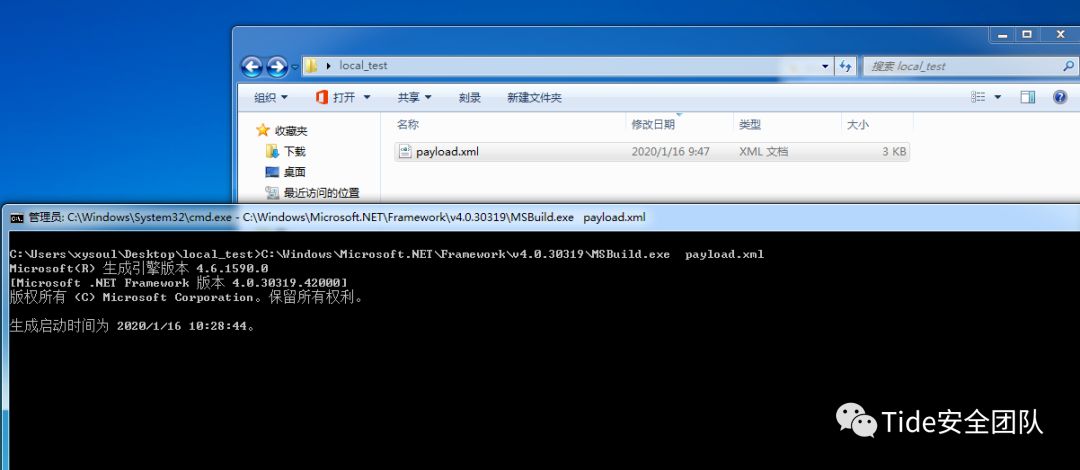 local_test
搜索 local_test
组织 打开 共享 刻录 新建文件夹
收藏夹
下载
桌面
最近访问的位置
名称 修改日期 类型 大小
payload.xml 2020/1/16 9:47 XML 文档 3 KB
管理员: C:\Windows\System32\cmd.exe - C:\Windows\Microsoft.NET\Framework\v4.0.30319\MSBuild.exe payload.xml
C:\Users\xysoul\Desktop\local_test>C:\Windows\Microsoft.NET\Framework\v4.0.30319\MSBuild.exe payload.xml
Microsoft(R) 生成引擎版本 4.6.1590.0
[Microsoft .NET Framework 版本 4.0.30319.42000]
版权所有 (C) Microsoft Corporation。保留所有权利。
生成启动时间为 2020/1/16 10:28:44。
Tide安全团队